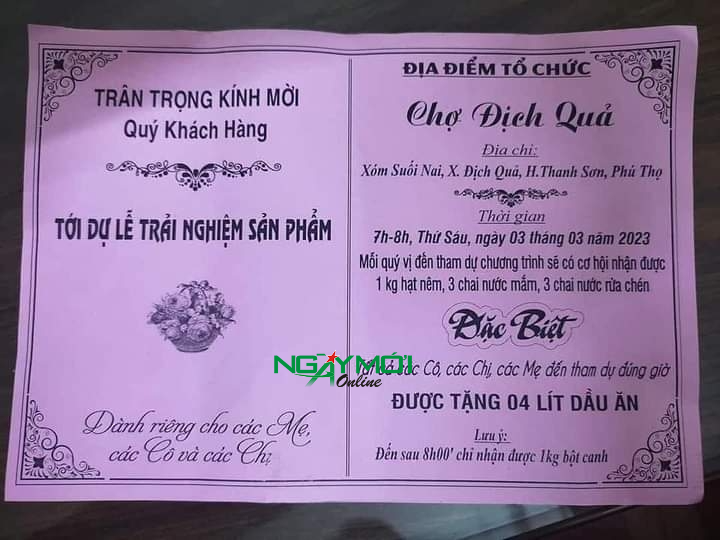 TRÂN TRỌNG KÍNH MỜI
Quý Khách Hàng
TỚI DỰ LỄ TRẢI NGHIỆM SẢN PHẨM
Dành riêng cho các Mẹ,
các Cô và các Chị
ĐỊA ĐIỂM TỔ CHỨC
Chợ Địch Quả
Địa chỉ:
Xóm Suối Nai, X. Địch Quả, H.Thanh Sơn, Phú Thọ
Thời gian
7h-8h, Thứ Sáu, ngày 03 tháng 03 năm 2023
Mỗi quý vị đến tham dự chương trình sẽ có cơ hội nhận được
1 kg hạt nêm, 3 chai nước mắm, 3 chai nước rửa chén
Đặc Biệt
NGÀY MỚI
Online
Tất cả các Cô, các Chị, các Mẹ đến tham dự đúng giờ
ĐƯỢC TẶNG 04 LÍT DẦU ĂN
Lưu ý:
Đến sau 8h00' chỉ nhận được 1kg bột canh